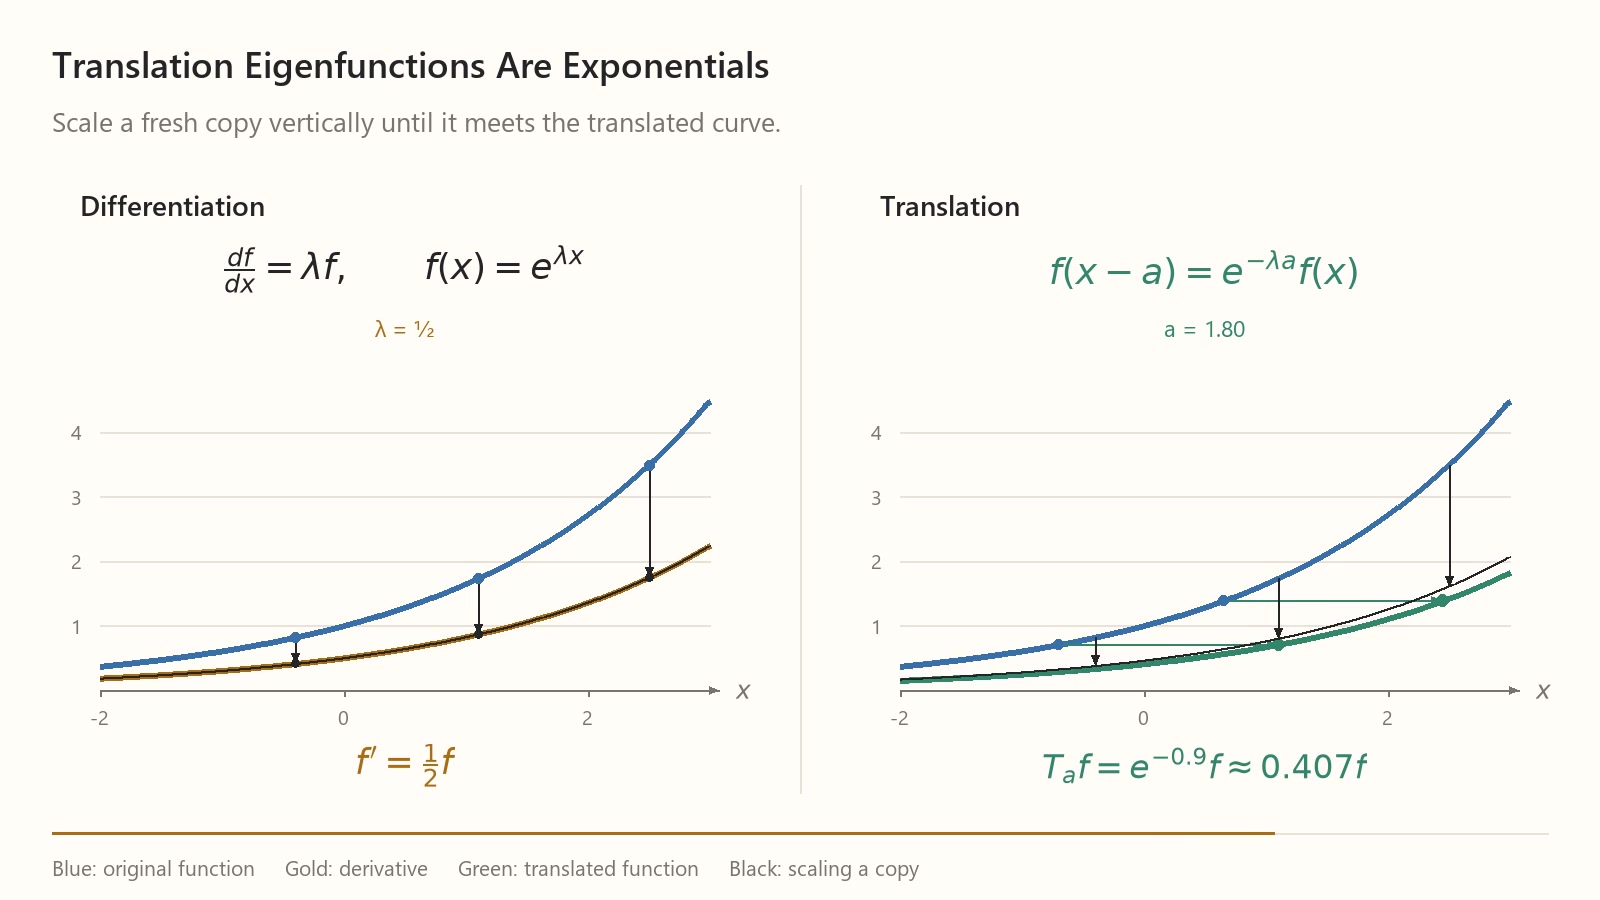 Translation Eigenfunctions Are Exponentials
Scale a fresh copy vertically until it meets the translated curve.
Differentiation
df/dx = λf,  f(x) = e^{λx}
λ = ½
4
3
2
1
-2 0 2 x
f′ = 1/2 f
Translation
f(x − a) = e^{−λa}f(x)
a = 1.80
4
3
2
1
-2 0 2 x
T_a f = e^{−0.9}f ≈ 0.407f
Blue: original function Gold: derivative Green: translated function Black: scaling a copy